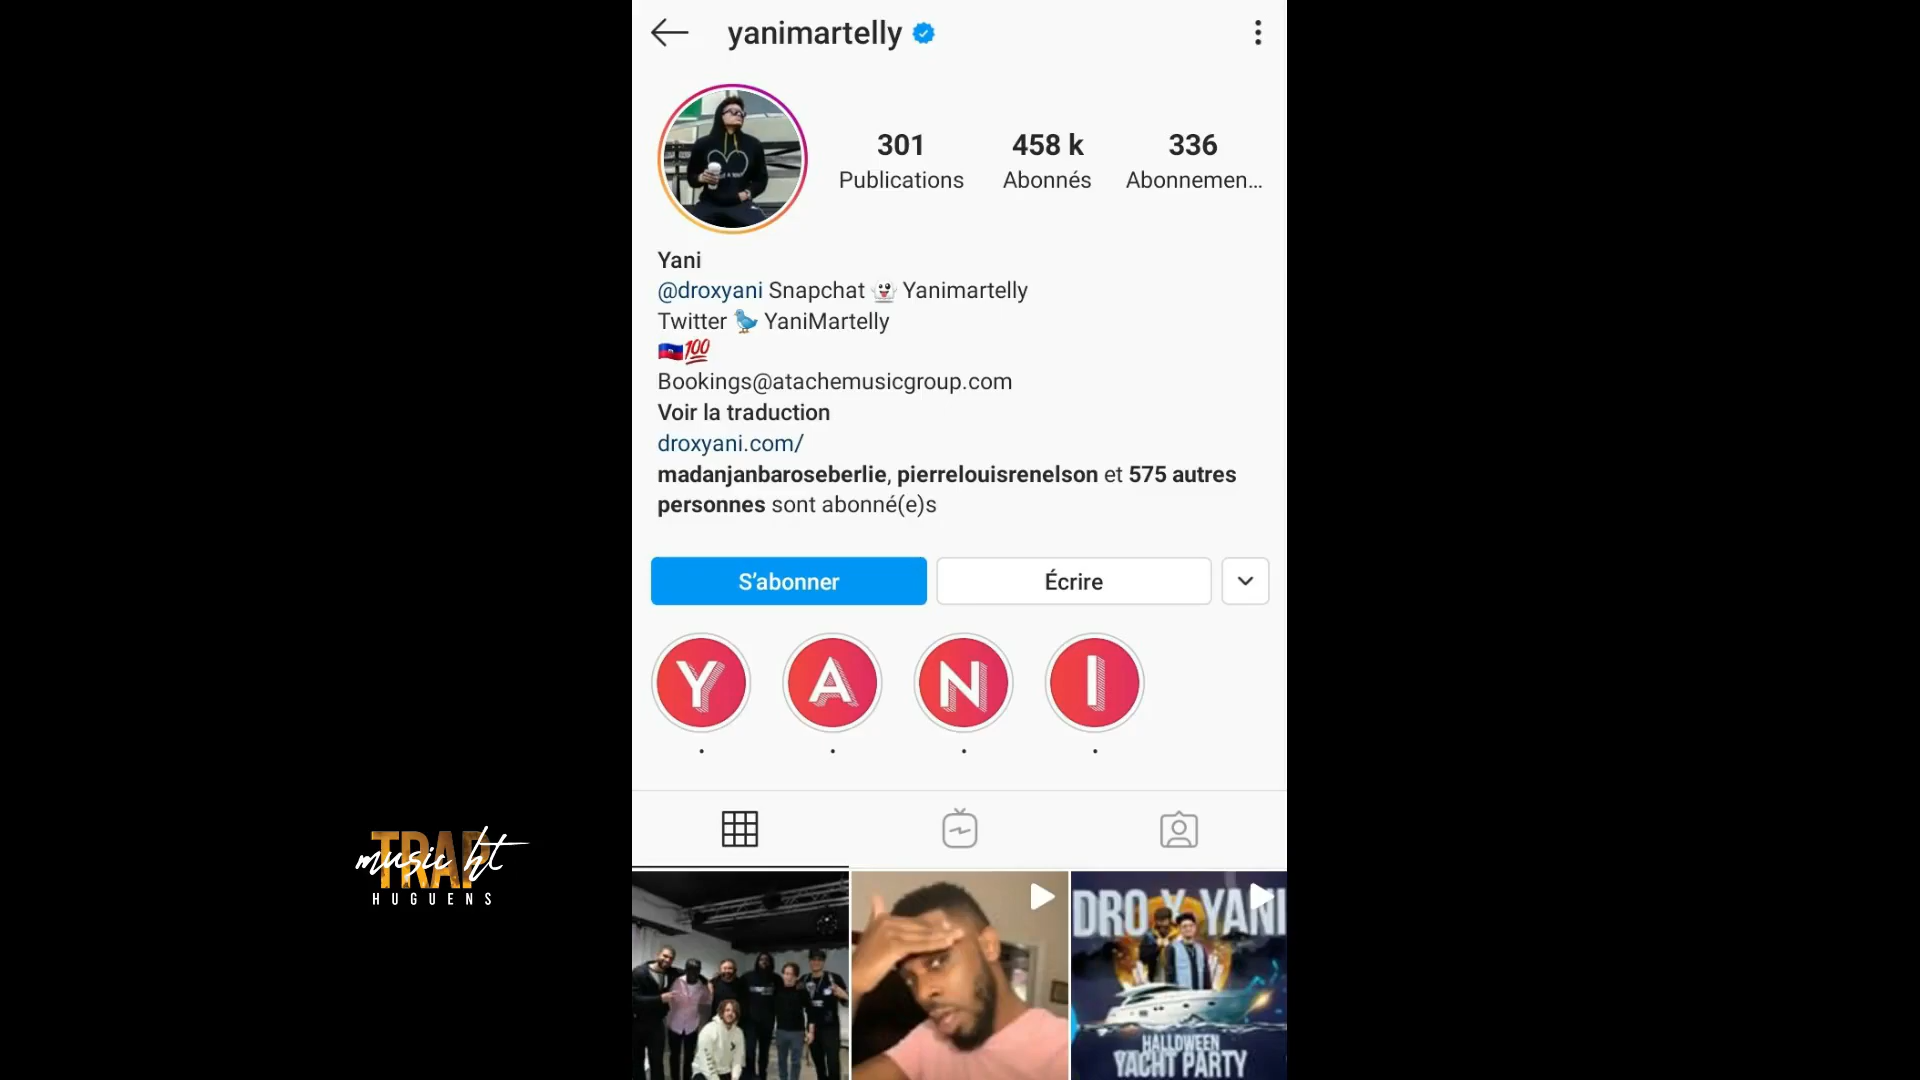 yanimartelly
301
458 k
336
Publications
Abonnés
Abonnemen...
Yani
@droxyani Snapchat 👻 Yanimartelly
Twitter 🐦 YaniMartelly
🇭🇹💯
Bookings@atachemusicgroup.com
Voir la traduction
droxyani.com/
madanjanbaroseberlie, pierrelouisrenelson et 575 autres
personnes sont abonné(e)s
S'abonner
Écrire
Y A N I
TRAP
music ht
HUGUENS
DRO X YANI
HALLOWEEN
YACHT PARTY